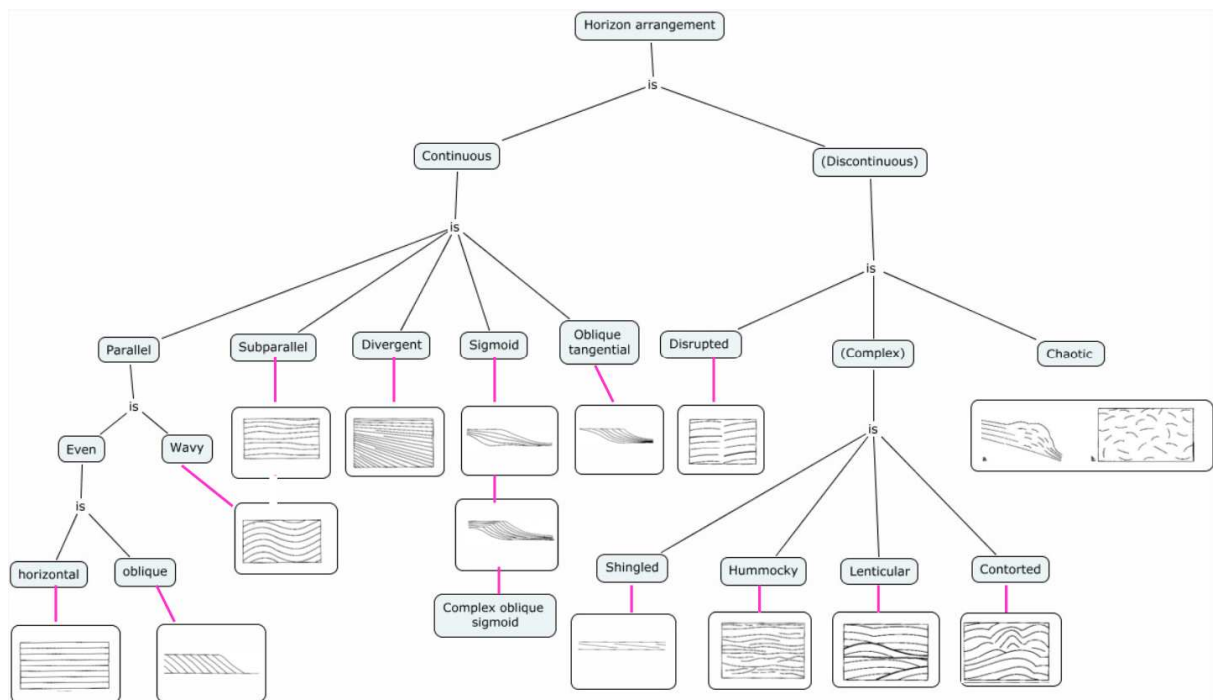 Horizon arrangement
is
Continuous
(Discontinuous)
is
is
Parallel
Subparallel
Divergent
Sigmoid
Oblique
tangential
Disrupted
(Complex)
Chaotic
is
Even
Wavy
is
is
horizontal
oblique
Complex oblique
sigmoid
Shingled
Hummocky
Lenticular
Contorted